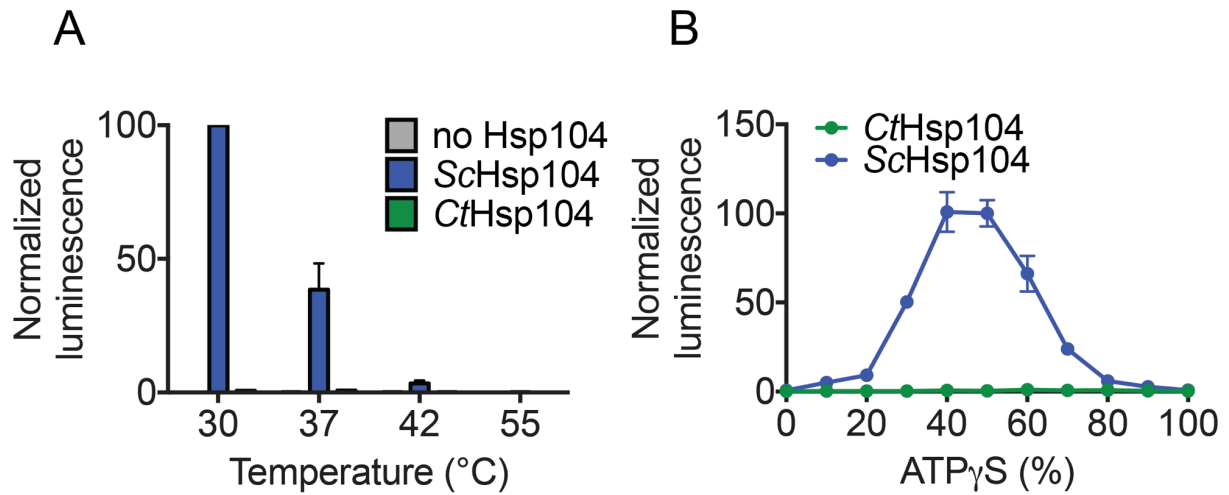 A
Normalized
luminescence
100
50
0
no Hsp104
ScHsp104
CtHsp104
30 37 42 55
Temperature (°C)
B
Normalized
luminescence
150
100
50
0
CtHsp104
ScHsp104
0 20 40 60 80 100
ATPγS (%)